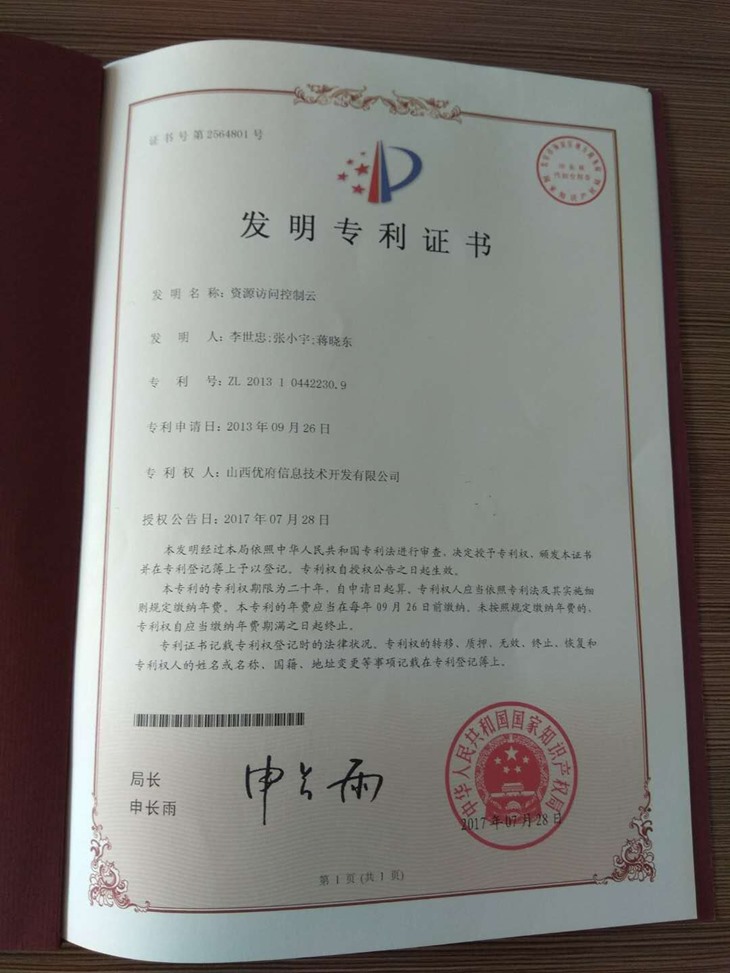 证书号第2564801号
发明专利证书
发明名称：资源访问控制云
发明人：李世忠;张小宇;蒋晓东
专利号：ZL 2013 1 0442230.9
专利申请日：2013年09月26日
专利权人：山西优府信息技术开发有限公司
授权公告日：2017年07月28日
本发明经过本局依照中华人民共和国专利法进行审查，决定授予专利权，颁发本证书
并在专利登记簿上予以登记。专利权自授权公告之日起生效。
本专利的专利权期限为二十年，自申请日起算。专利权人应当依照专利法及其实施细
则规定缴纳年费。本专利的年费应当在每年09月26日前缴纳。未按照规定缴纳年费的，
专利权自应当缴纳年费期满之日起终止。
专利证书记载专利权登记时的法律状况。专利权的转移、质押、无效、终止、恢复和
专利权人的姓名或名称、国籍、地址变更等事项记载在专利登记簿上。
局长
申长雨
申长雨
中华人民共和国国家知识产权局
2017年07月28日
第1页(共1页)